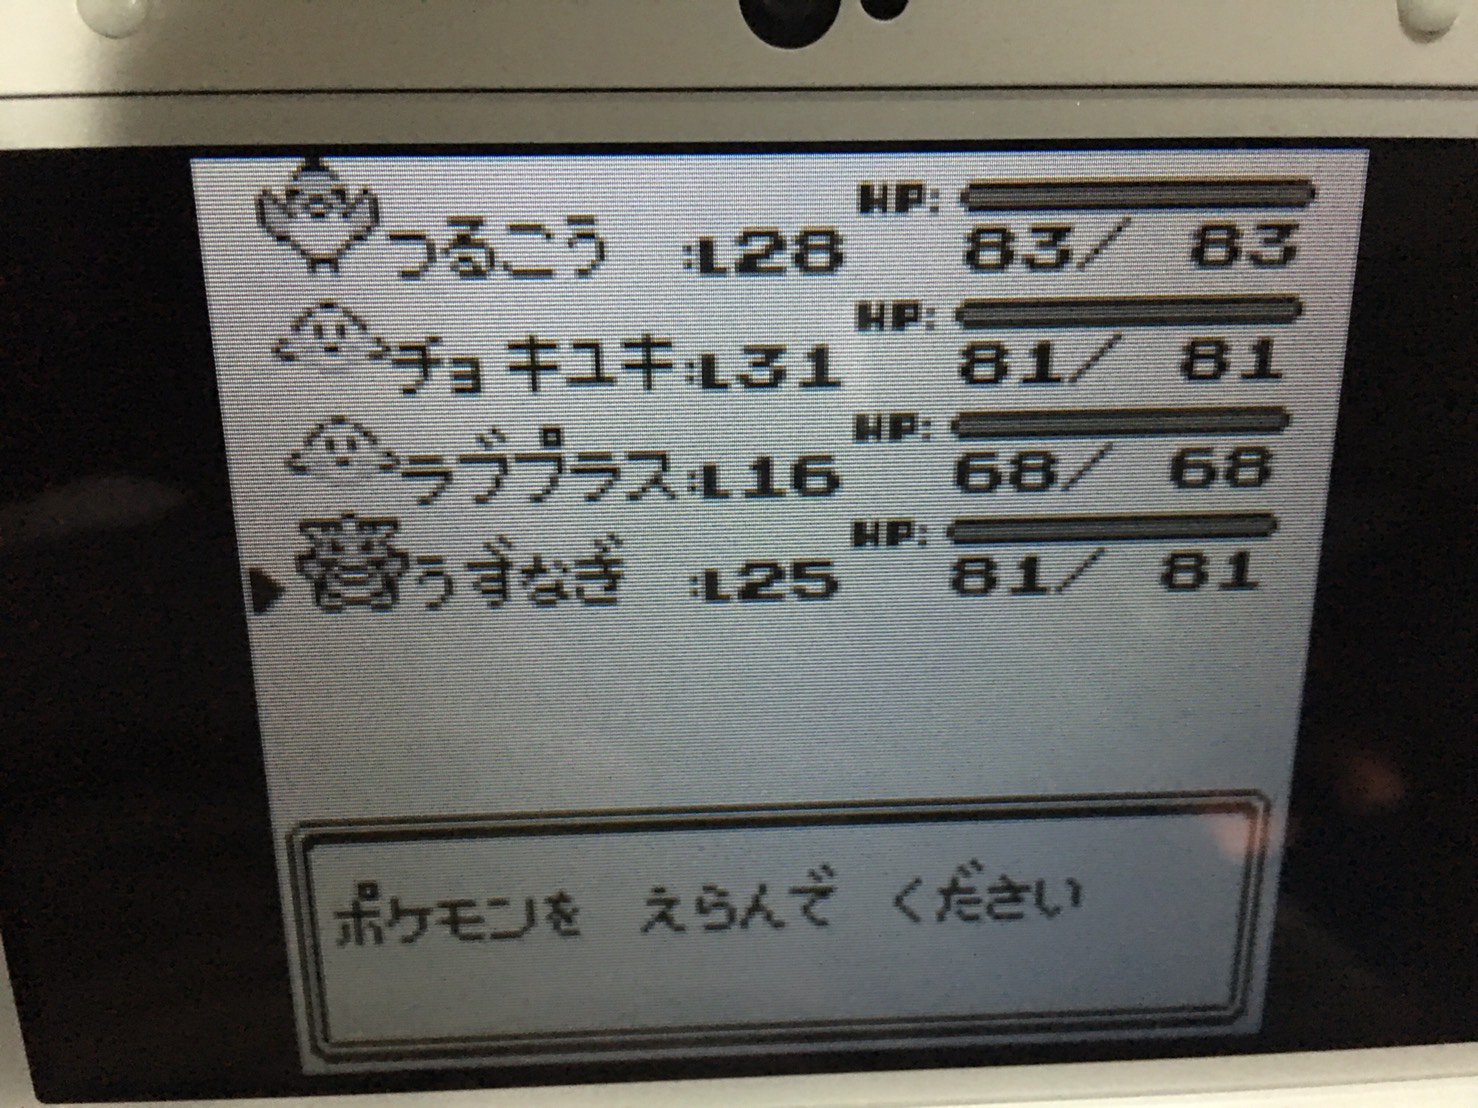 HP:
つるこう :L28 83/ 83
HP:
チョキユキ:L31 81/ 81
HP:
ラブプラス:L16 68/ 68
HP:
▶うずなぎ :L25 81/ 81
ポケモンを えらんで ください